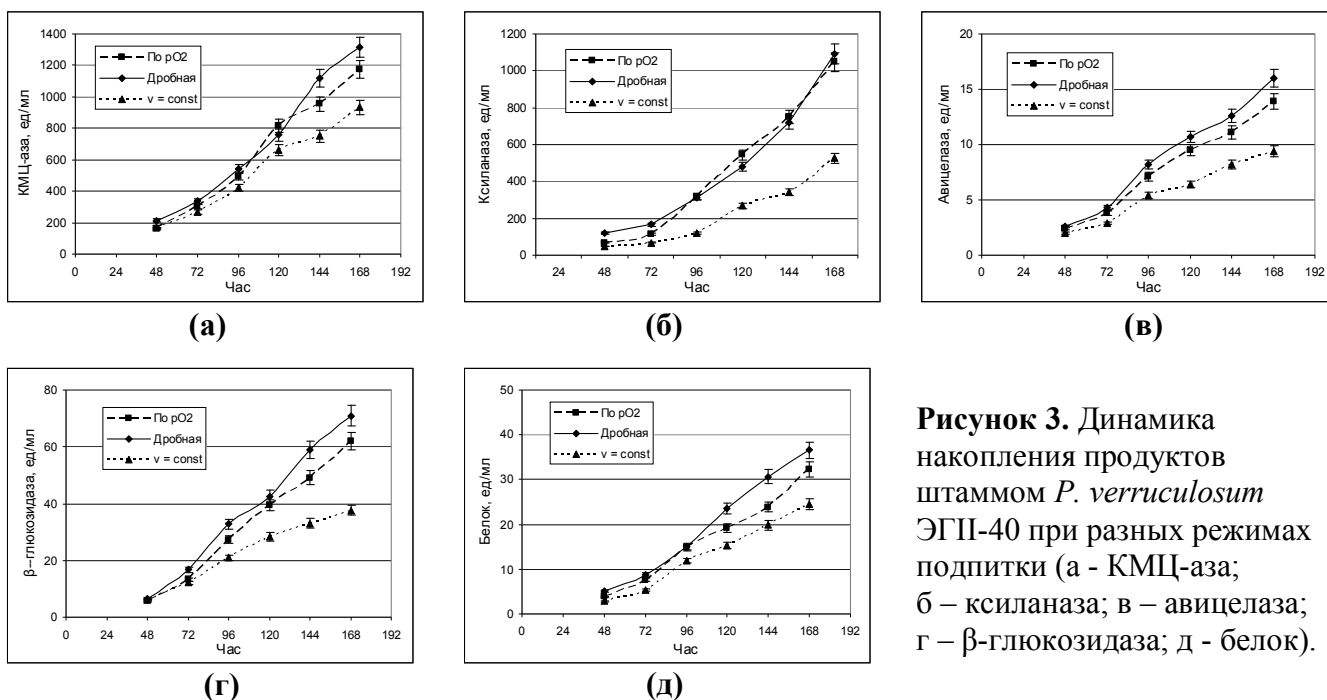 КМЦ-аза, ед/мл
1400
1200
1000
800
600
400
200
0
По рО2
Дробная
v = const
0 24 48 72 96 120 144 168 192
Час
(а)
Ксиланаза, ед/мл
1200
1000
800
600
400
200
0
По рО2
Дробная
v = const
0 24 48 72 96 120 144 168
Час
(б)
Авицелаза, ед/мл
20
15
10
5
0
По рО2
Дробная
v = const
0 24 48 72 96 120 144 168 192
Час
(в)
β–глюкозидаза, ед/мл
80
60
40
20
0
По рО2
Дробная
v = const
0 24 48 72 96 120 144 168 192
Час
(г)
Белок, ед/мл
50
40
30
20
10
0
По рО2
Дробная
v = const
0 24 48 72 96 120 144 168 192
Час
(д)
Рисунок 3. Динамика
накопления продуктов
штаммом P. verruculosum
ЭГII-40 при разных режимах
подпитки (а - КМЦ-аза;
б – ксиланаза; в – авицелаза;
г – β-глюкозидаза; д - белок).